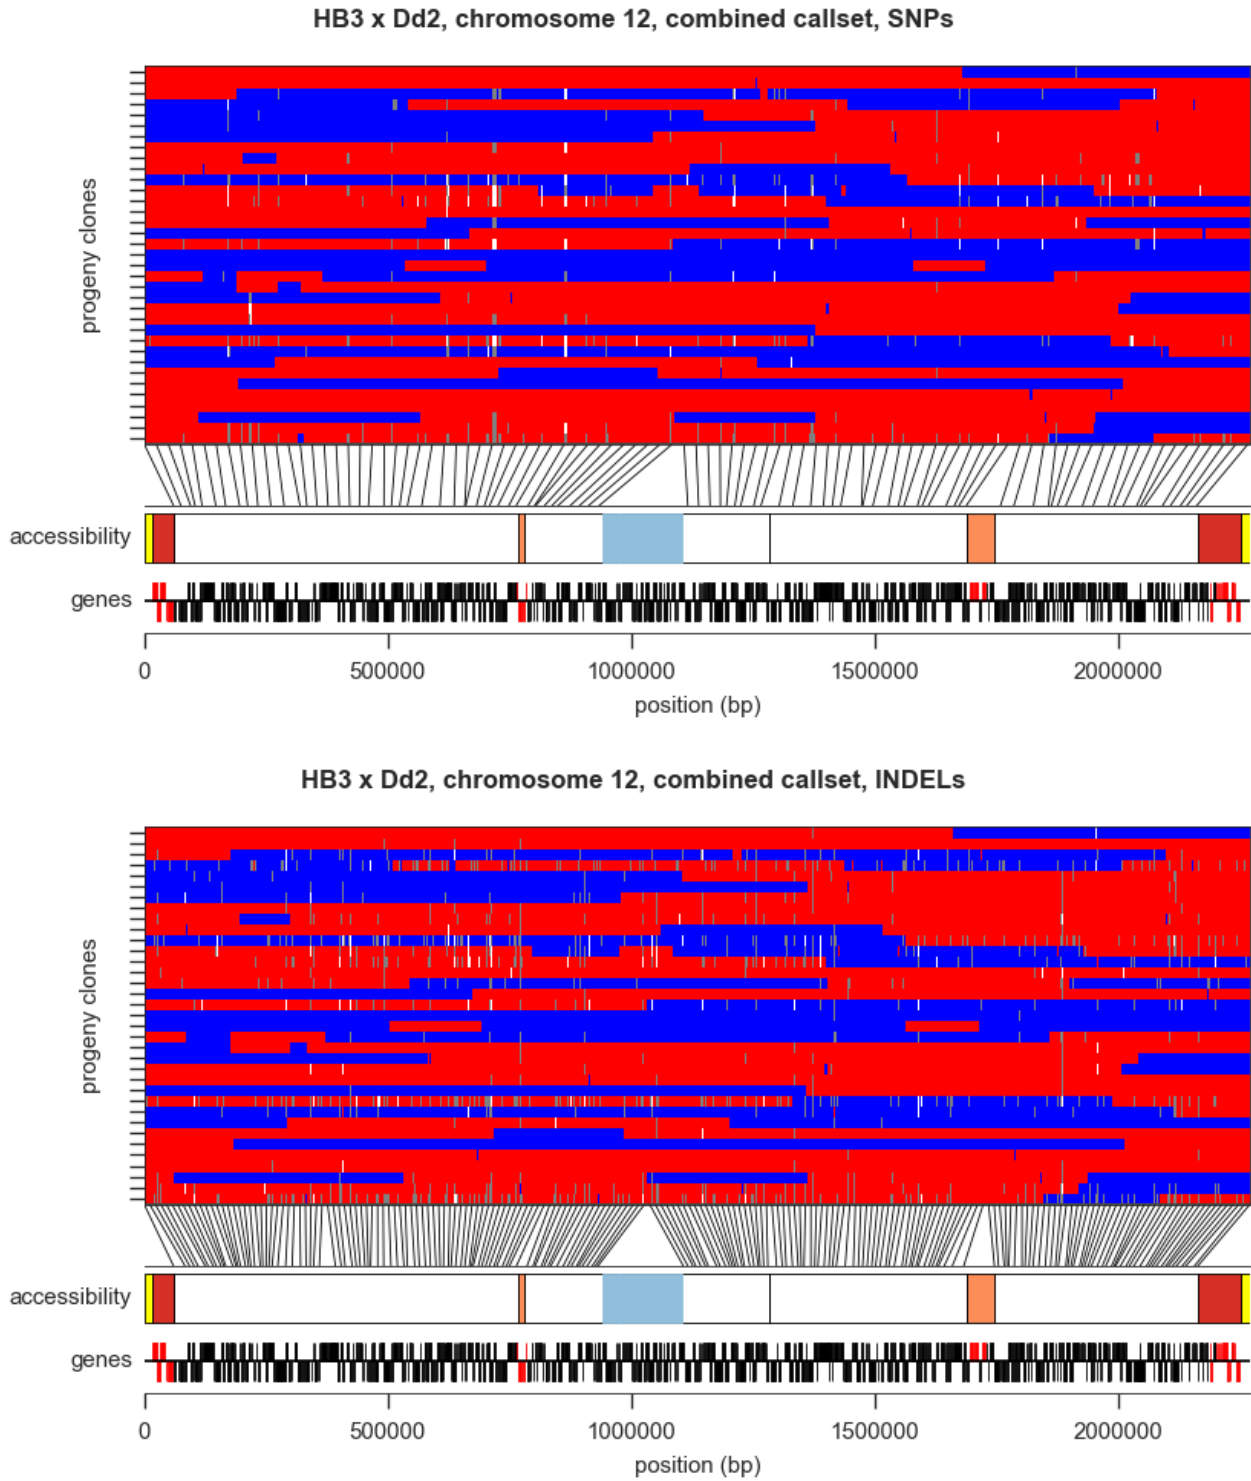 HB3 x Dd2, chromosome 12, combined callset, SNPs
progeny clones
accessibility
genes
0 500000 1000000 1500000 2000000
position (bp)
HB3 x Dd2, chromosome 12, combined callset, INDELs
progeny clones
accessibility
genes
0 500000 1000000 1500000 2000000
position (bp)